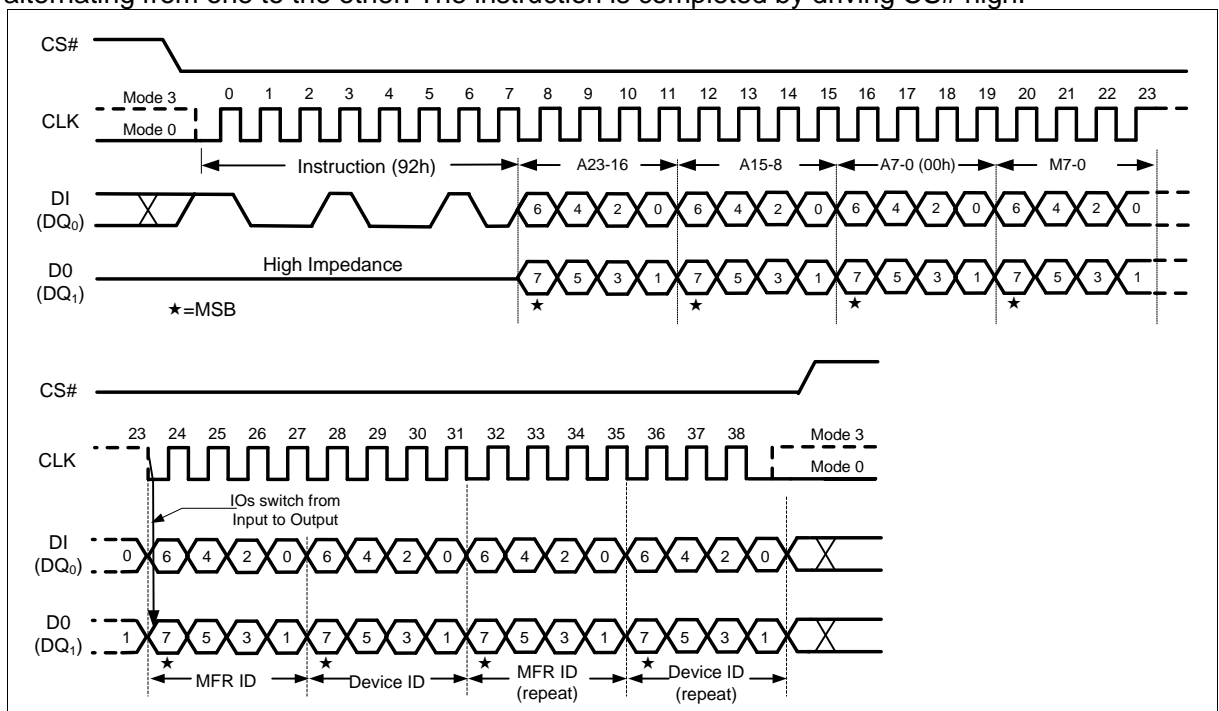 alternating from one to the other. The instruction is completed by driving CS# high.
CS#
Mode 3
0 1 2 3 4 5 6 7 8 9 10 11 12 13 14 15 16 17 18 19 20 21 22 23
CLK
Mode 0
Instruction (92h) A23-16 A15-8 A7-0 (00h) M7-0
DI
(DQ0)
6 4 2 0 6 4 2 0 6 4 2 0 6 4 2 0
High Impedance
D0
(DQ1)
7 5 3 1 7 5 3 1 7 5 3 1 7 5 3 1
★=MSB
★ ★ ★ ★
CS#
23 24 25 26 27 28 29 30 31 32 33 34 35 36 37 38
Mode 3
CLK
Mode 0
IOs switch from
Input to Output
DI
(DQ0)
0 6 4 2 0 6 4 2 0 6 4 2 0 6 4 2 0
D0
(DQ1)
1 7 5 3 1 7 5 3 1 7 5 3 1 7 5 3 1
★ ★ ★ ★
MFR ID Device ID MFR ID
(repeat)
Device ID
(repeat)